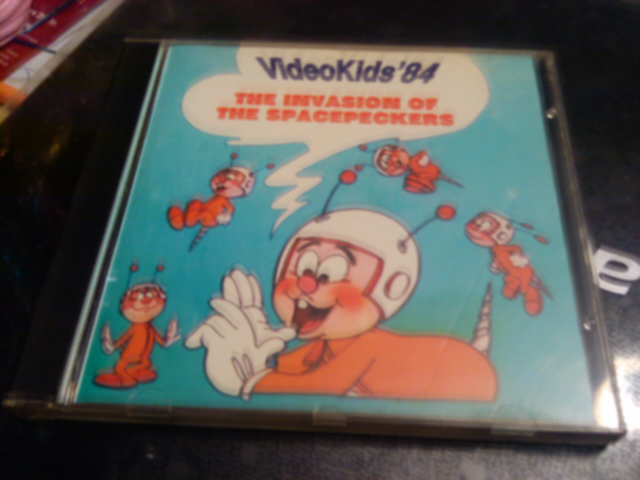 VideoKids'84
THE INVASION OF
THE SPACEPECKERS